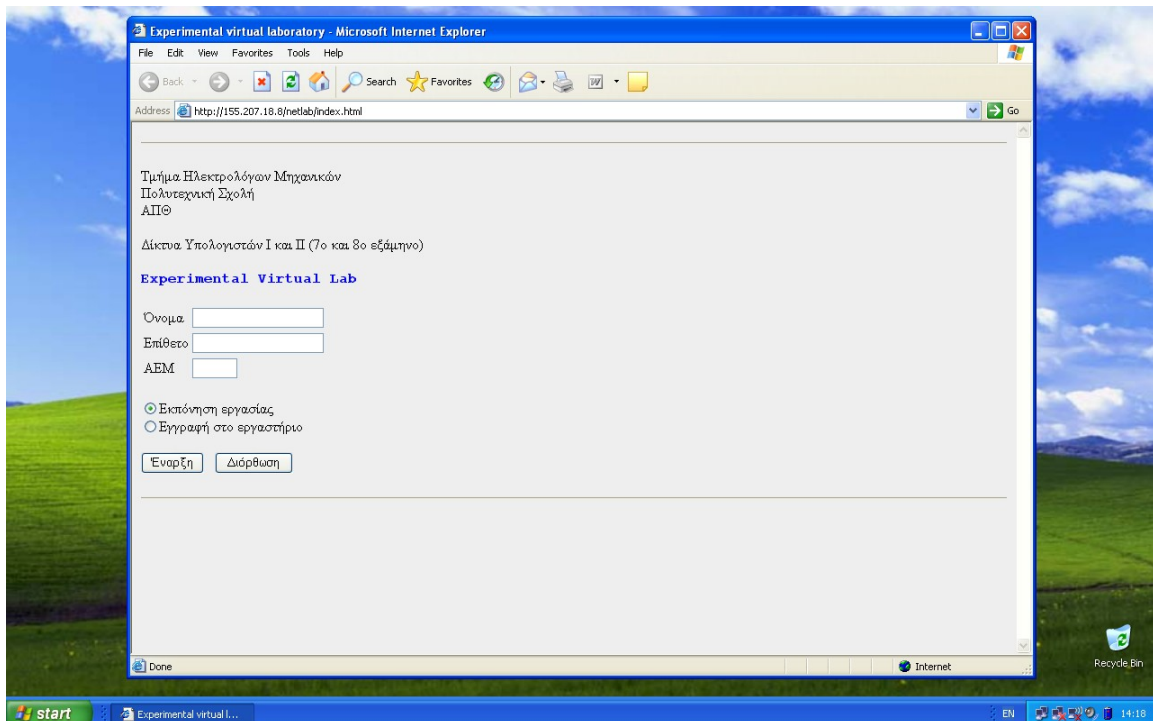 Experimental virtual laboratory - Microsoft Internet Explorer
File Edit View Favorites Tools Help
Back Search Favorites W
Address http://155.207.18.8/netlab/index.html Go
Τμήμα Ηλεκτρολόγων Μηχανικών
Πολυτεχνική Σχολή
ΑΠΘ
Δίκτυα Υπολογιστών Ι και ΙΙ (7ο και 8ο εξάμηνο)
Experimental Virtual Lab
Όνομα
Επίθετο
ΑΕΜ
Εκπόνηση εργασίας
Εγγραφή στο εργαστήριο
Έναρξη Διόρθωση
Done Internet
Recycle Bin
start Experimental virtual l... EN 14:18